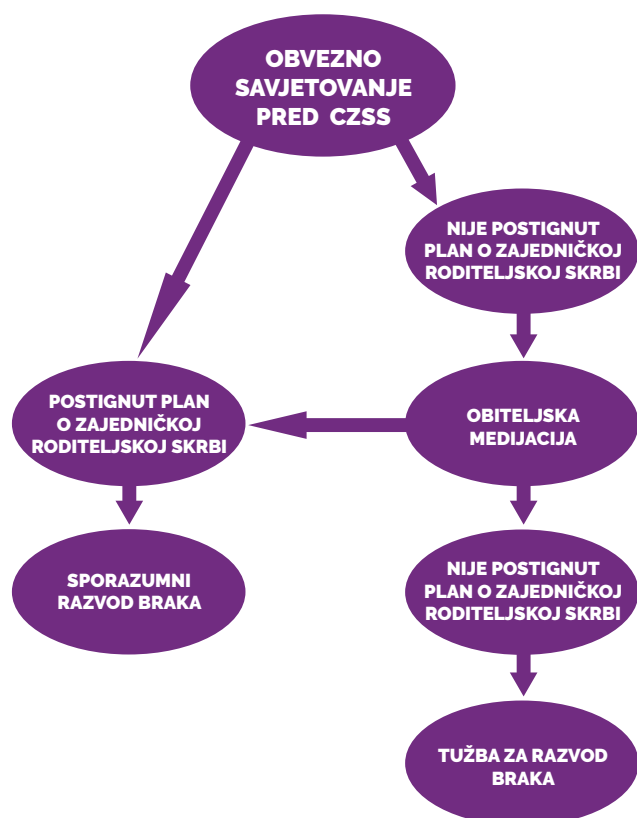 OBVEZNO
SAVJETOVANJE
PRED CZSS
NIJE POSTIGNUT
PLAN O ZAJEDNIČKOJ
RODITELJSKOJ SKRBI
POSTIGNUT PLAN
O ZAJEDNIČKOJ
RODITELJSKOJ SKRBI
OBITELJSKA
MEDIJACIJA
SPORAZUMNI
RAZVOD BRAKA
NIJE POSTIGNUT
PLAN O ZAJEDNIČKOJ
RODITELJSKOJ SKRBI
TUŽBA ZA RAZVOD
BRAKA